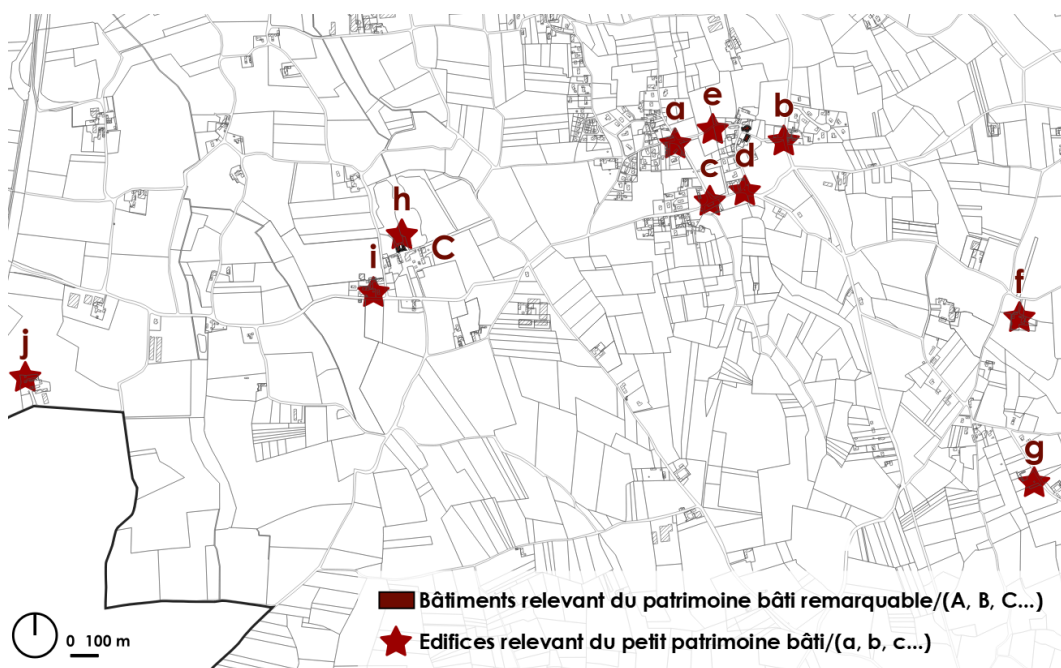 e
a
b
d
c
h
C
i
f
j
g
Bâtiments relevant du patrimoine bâti remarquable/(A, B, C...)
Edifices relevant du petit patrimoine bâti/(a, b, c...)
0 100 m